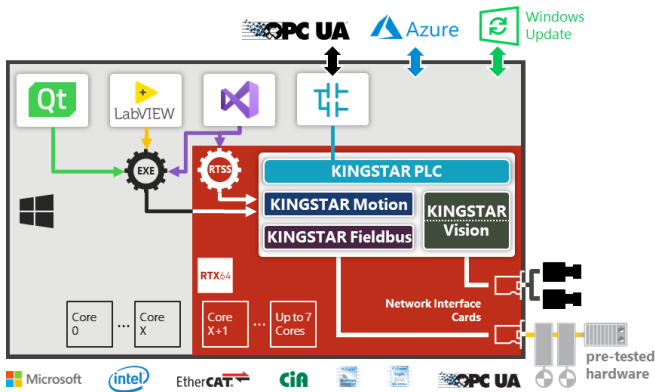 OPC UA
Azure
Windows
Update
Qt
LabVIEW
EXE
RTSS
KINGSTAR PLC
KINGSTAR Motion
KINGSTAR
Vision
KINGSTAR Fieldbus
RTX64
Network Interface
Cards
Core
0
...
Core
X
Core
X+1
...
Up to 7
Cores
pre-tested
hardware
Microsoft
intel
EtherCAT
CiA
OPC UA